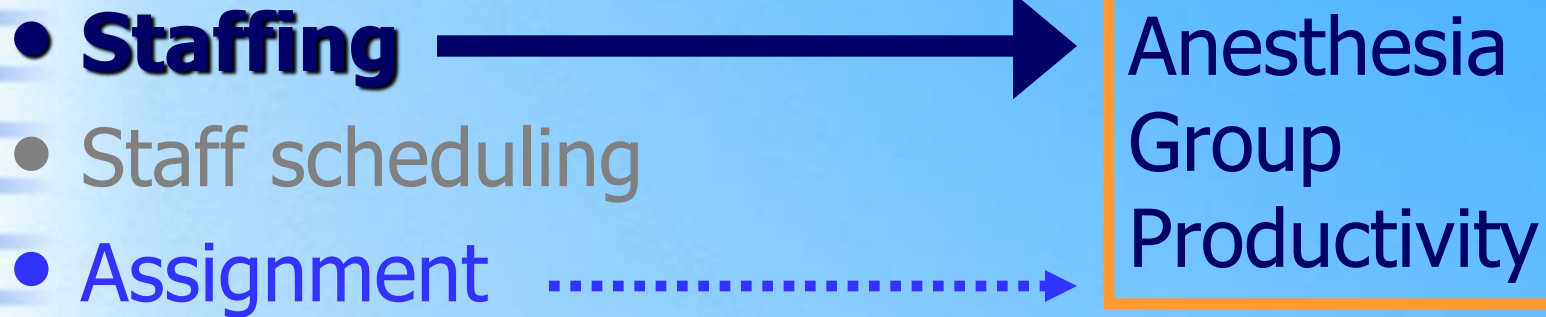 • Staffing
• Staff scheduling
• Assignment
Anesthesia
Group
Productivity